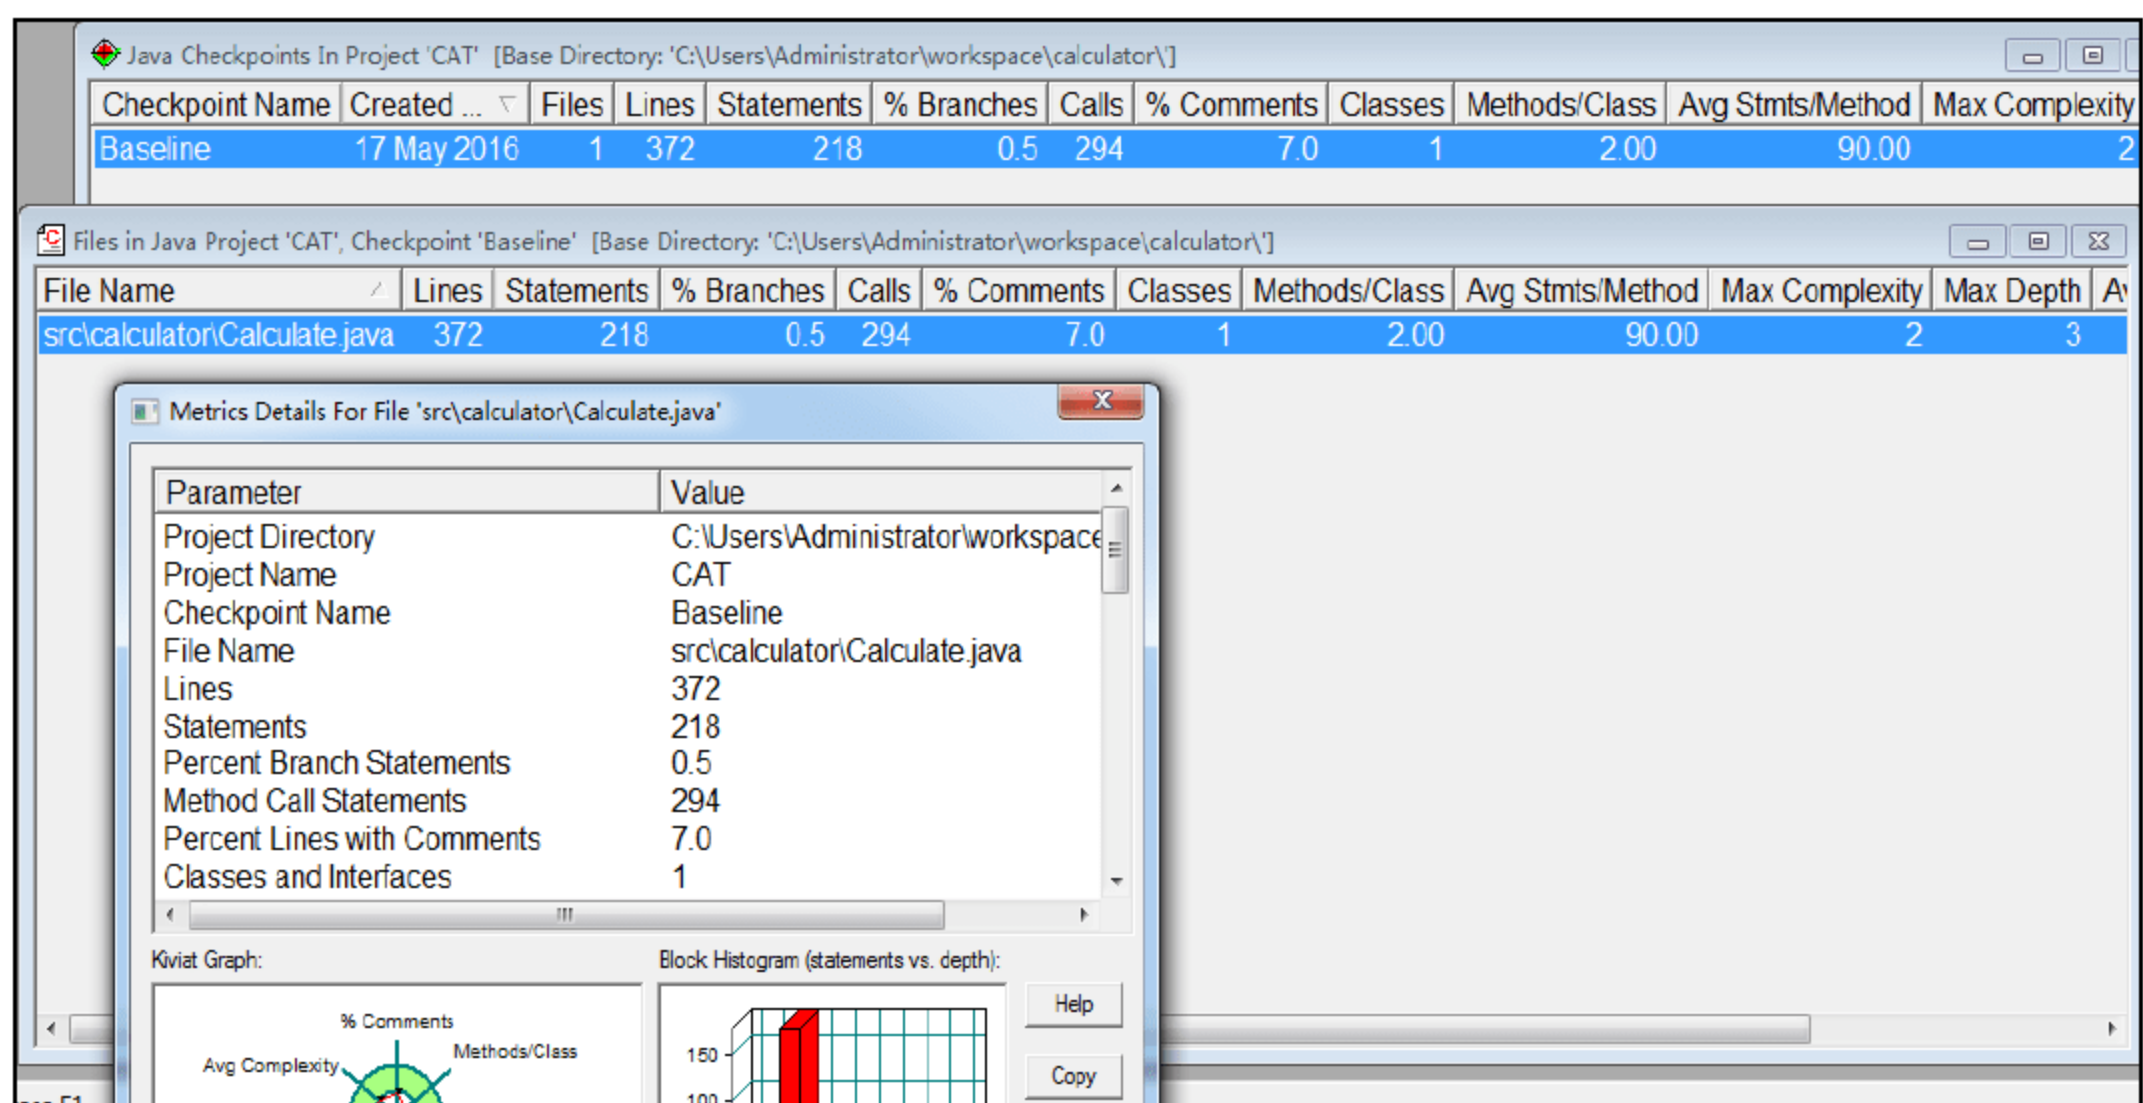 Java Checkpoints In Project 'CAT' [Base Directory: 'C:\Users\Administrator\workspace\calculator\']
Checkpoint Name Created ... Files Lines Statements % Branches Calls % Comments Classes Methods/Class Avg Stmts/Method Max Complexity
Baseline 17 May 2016 1 372 218 0.5 294 7.0 1 2.00 90.00 2
Files in Java Project 'CAT', Checkpoint 'Baseline' [Base Directory: 'C:\Users\Administrator\workspace\calculator\']
File Name Lines Statements % Branches Calls % Comments Classes Methods/Class Avg Stmts/Method Max Complexity Max Depth
src\calculator\Calculate.java 372 218 0.5 294 7.0 1 2.00 90.00 2 3
Metrics Details For File 'src\calculator\Calculate.java'
Parameter Value
Project Directory C:\Users\Administrator\workspace
Project Name CAT
Checkpoint Name Baseline
File Name src\calculator\Calculate.java
Lines 372
Statements 218
Percent Branch Statements 0.5
Method Call Statements 294
Percent Lines with Comments 7.0
Classes and Interfaces 1
Kiviat Graph: Block Histogram (statements vs. depth):
Help
% Comments
Methods/Class
Avg Complexity
150
Copy
100